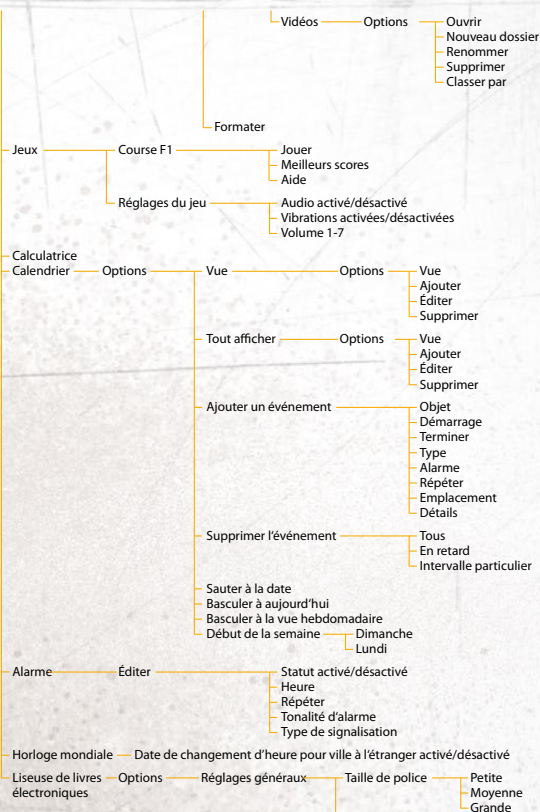 Vidéos Options Ouvrir
Nouveau dossier
Renommer
Supprimer
Classer par
Formater
Jeux Course F1 Jouer
Meilleurs scores
Aide
Réglages du jeu Audio activé/désactivé
Vibrations activées/désactivées
Volume 1-7
Calculatrice
Calendrier Options Vue Options Vue
Ajouter
Éditer
Supprimer
Tout afficher Options Vue
Ajouter
Éditer
Supprimer
Ajouter un événement Objet
Démarrage
Terminer
Type
Alarme
Répéter
Emplacement
Détails
Supprimer l'événement Tous
En retard
Intervalle particulier
Sauter à la date
Basculer à aujourd'hui
Basculer à la vue hebdomadaire
Début de la semaine Dimanche
Lundi
Alarme Éditer Statut activé/désactivé
Heure
Répéter
Tonalité d'alarme
Type de signalisation
Horloge mondiale Date de changement d'heure pour ville à l'étranger activé/désactivé
Liseuse de livres Options Réglages généraux Taille de police Petite
électroniques Moyenne
Grande